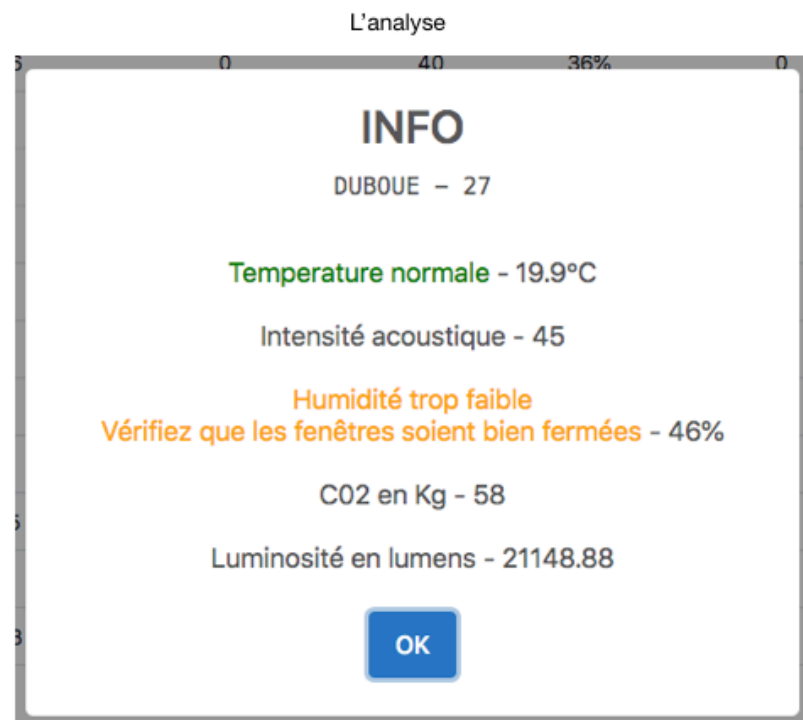 L'analyse
0 40 36% 0
INFO
DUBOUE – 27
Temperature normale - 19.9°C
Intensité acoustique - 45
Humidité trop faible
Vérifiez que les fenêtres soient bien fermées - 46%
C02 en Kg - 58
Luminosité en lumens - 21148.88
OK